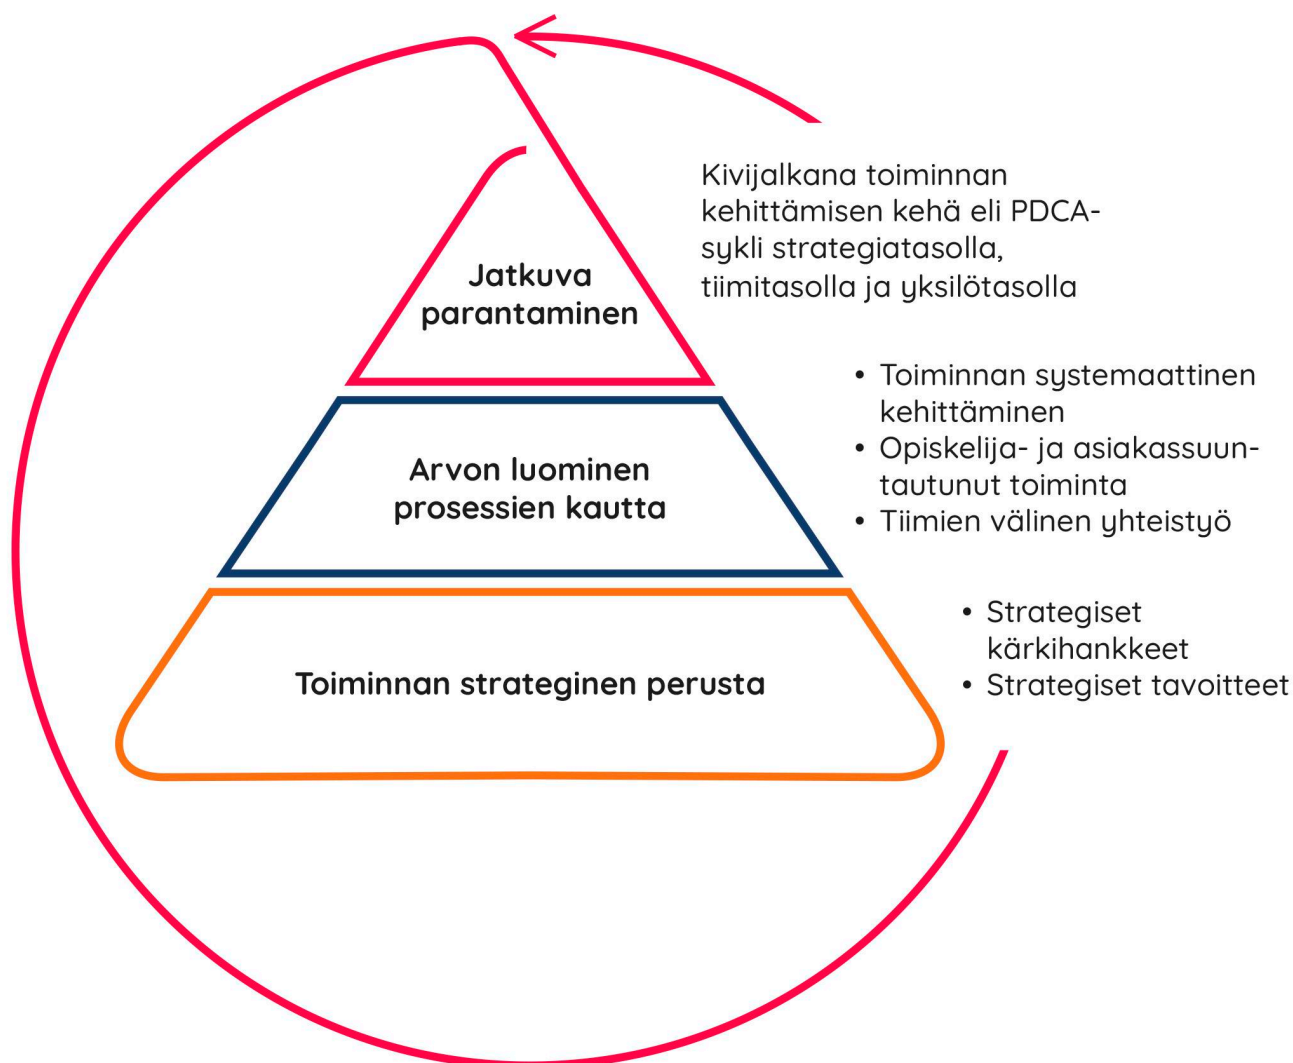 Kivijalkana toiminnan
kehittämisen kehä eli PDCA-
sykli strategiatasolla,
tiimitasolla ja yksilötasolla
Jatkuva
parantaminen
• Toiminnan systemaattinen
kehittäminen
• Opiskelija- ja asiakassuun-
tautunut toiminta
• Tiimien välinen yhteistyö
Arvon luominen
prosessien kautta
• Strategiset
kärkihankkeet
• Strategiset tavoitteet
Toiminnan strateginen perusta